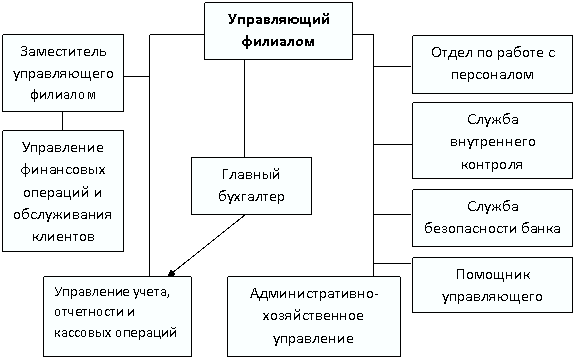 Управляющий
филиалом
Заместитель
управляющего
филиалом
Отдел по работе с
персоналом
Управление
финансовых
операций и
обслуживания
клиентов
Служба
внутреннего
контроля
Главный
бухгалтер
Служба
безопасности банка
Помощник
управляющего
Управление учета,
отчетности и
кассовых операций
Административно-
хозяйственное
управление